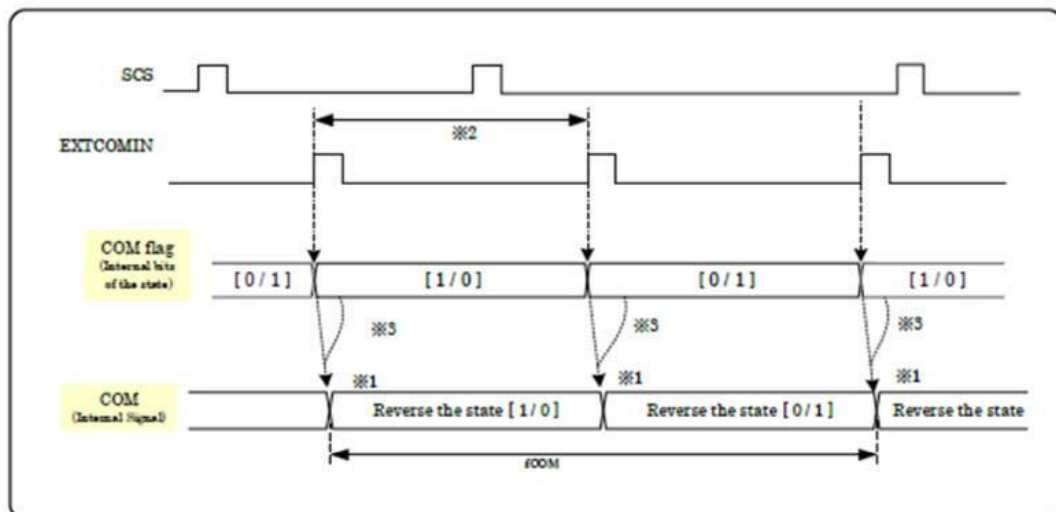 SCS
※2
EXTCOMIN
COM flag
(Internal bits
of the state)
[ 0 / 1 ]
[ 1 / 0 ]
[ 0 / 1 ]
[ 1 / 0 ]
※3
※3
※3
※1
※1
※1
COM
(Internal Signal)
Reverse the state [ 1 / 0 ]
Reverse the state [ 0 / 1 ]
Reverse the state
fCOM